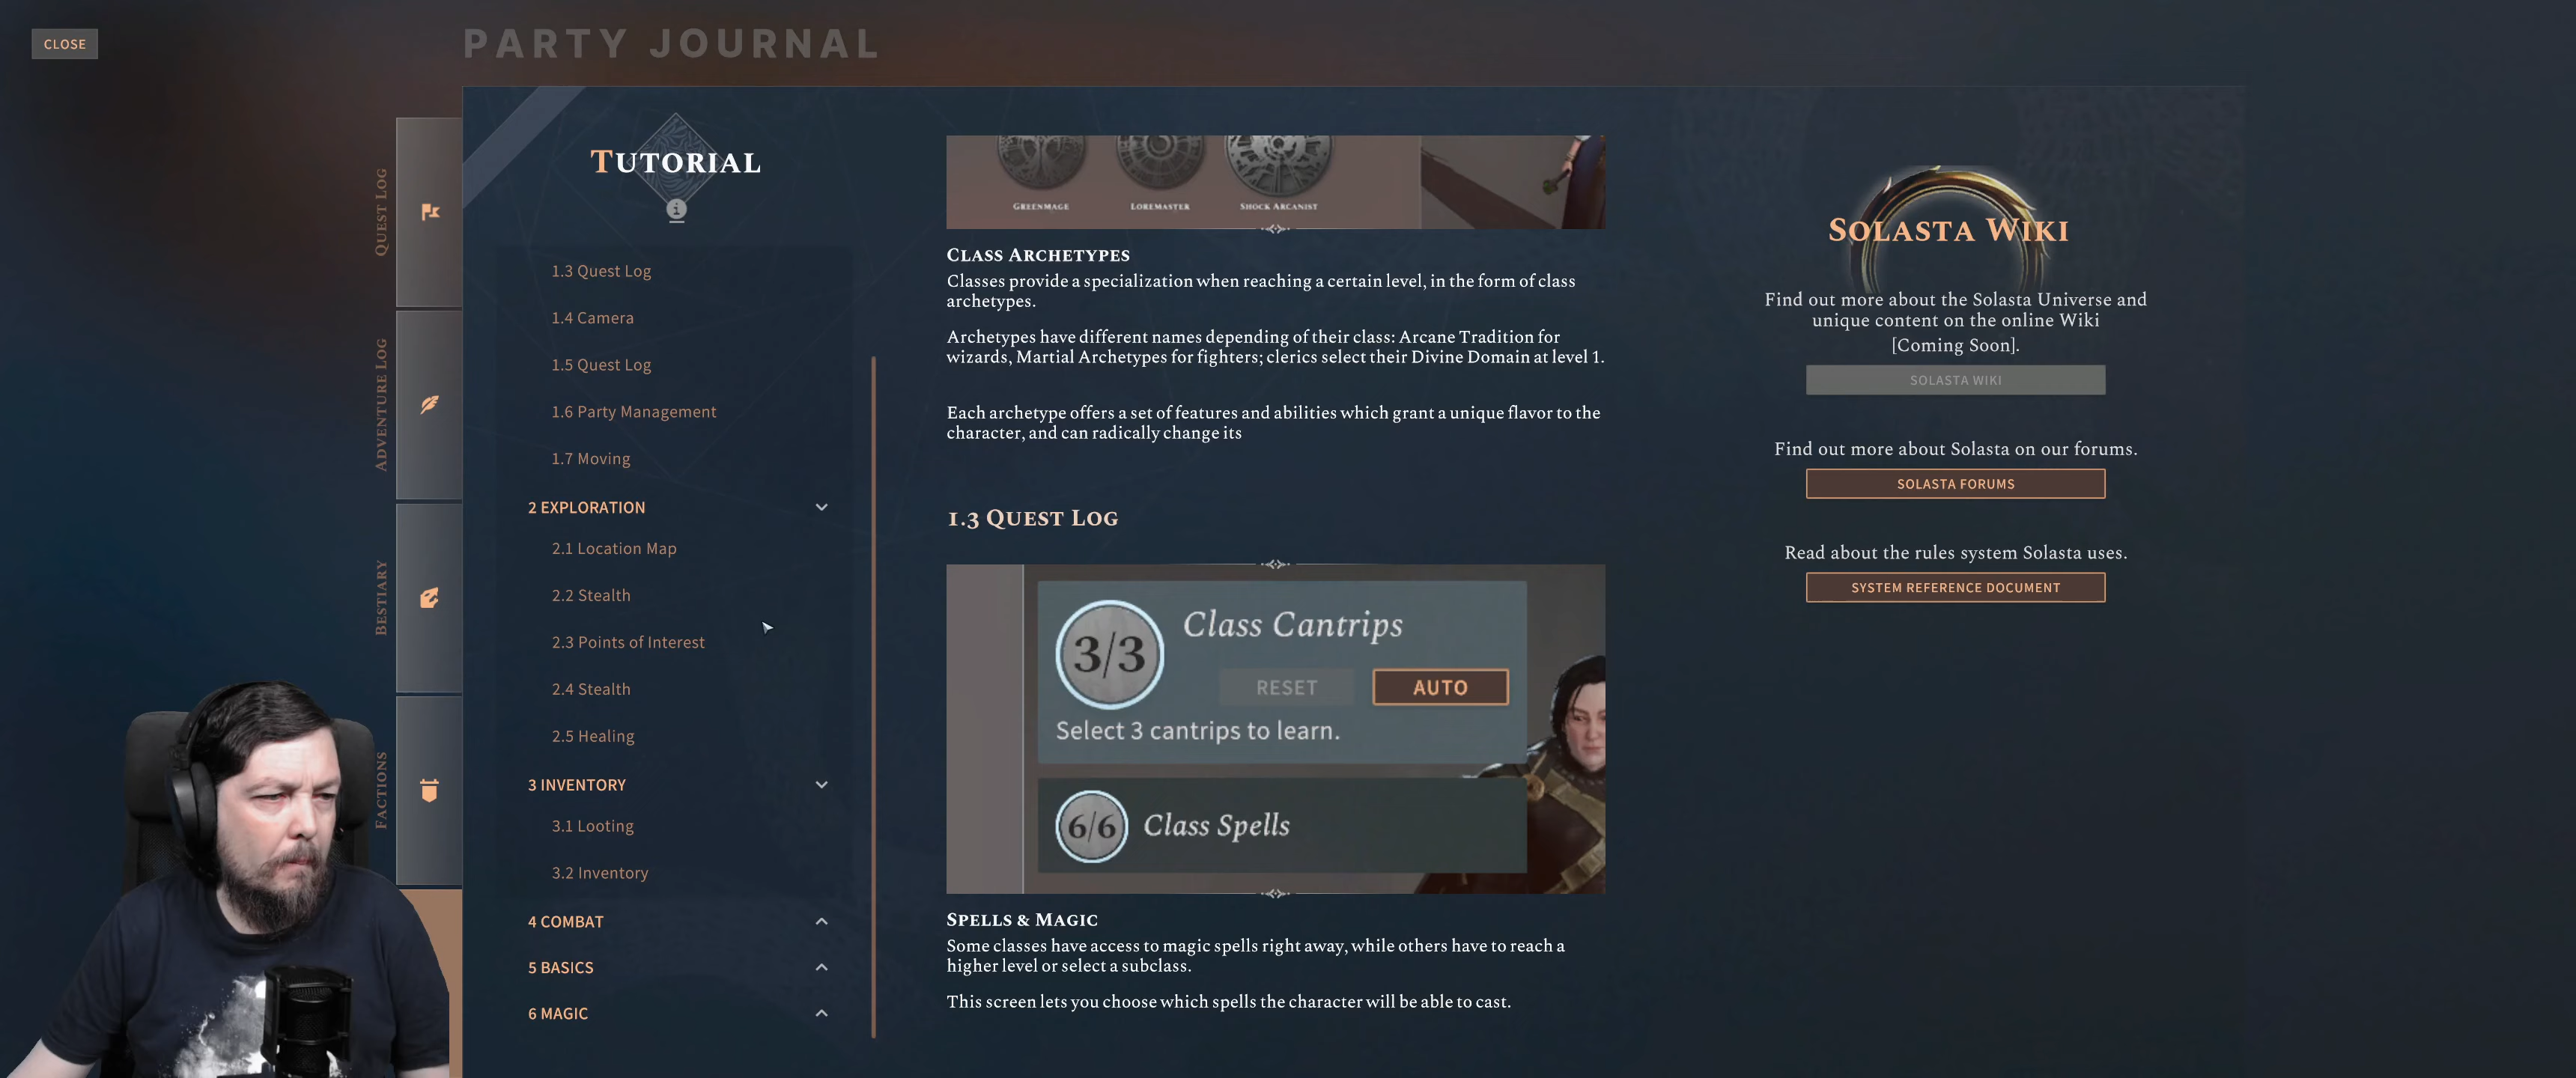 CLOSE
PARTY JOURNAL
QUEST LOG
ADVENTURE LOG
BESTIARY
FACTIONS
TUTORIAL
1.3 Quest Log
1.4 Camera
1.5 Quest Log
1.6 Party Management
1.7 Moving
2 EXPLORATION
2.1 Location Map
2.2 Stealth
2.3 Points of Interest
2.4 Stealth
2.5 Healing
3 INVENTORY
3.1 Looting
3.2 Inventory
4 COMBAT
5 BASICS
6 MAGIC
GREENMAGE LOREMASTER SHOCK ARCANIST
CLASS ARCHETYPES
Classes provide a specialization when reaching a certain level, in the form of class
archetypes.
Archetypes have different names depending of their class: Arcane Tradition for
wizards, Martial Archetypes for fighters; clerics select their Divine Domain at level 1.
Each archetype offers a set of features and abilities which grant a unique flavor to the
character, and can radically change its
1.3 QUEST LOG
3/3 Class Cantrips
RESET AUTO
Select 3 cantrips to learn.
6/6 Class Spells
SPELLS & MAGIC
Some classes have access to magic spells right away, while others have to reach a
higher level or select a subclass.
This screen lets you choose which spells the character will be able to cast.
SOLASTA WIKI
Find out more about the Solasta Universe and
unique content on the online Wiki
[Coming Soon].
SOLASTA WIKI
Find out more about Solasta on our forums.
SOLASTA FORUMS
Read about the rules system Solasta uses.
SYSTEM REFERENCE DOCUMENT